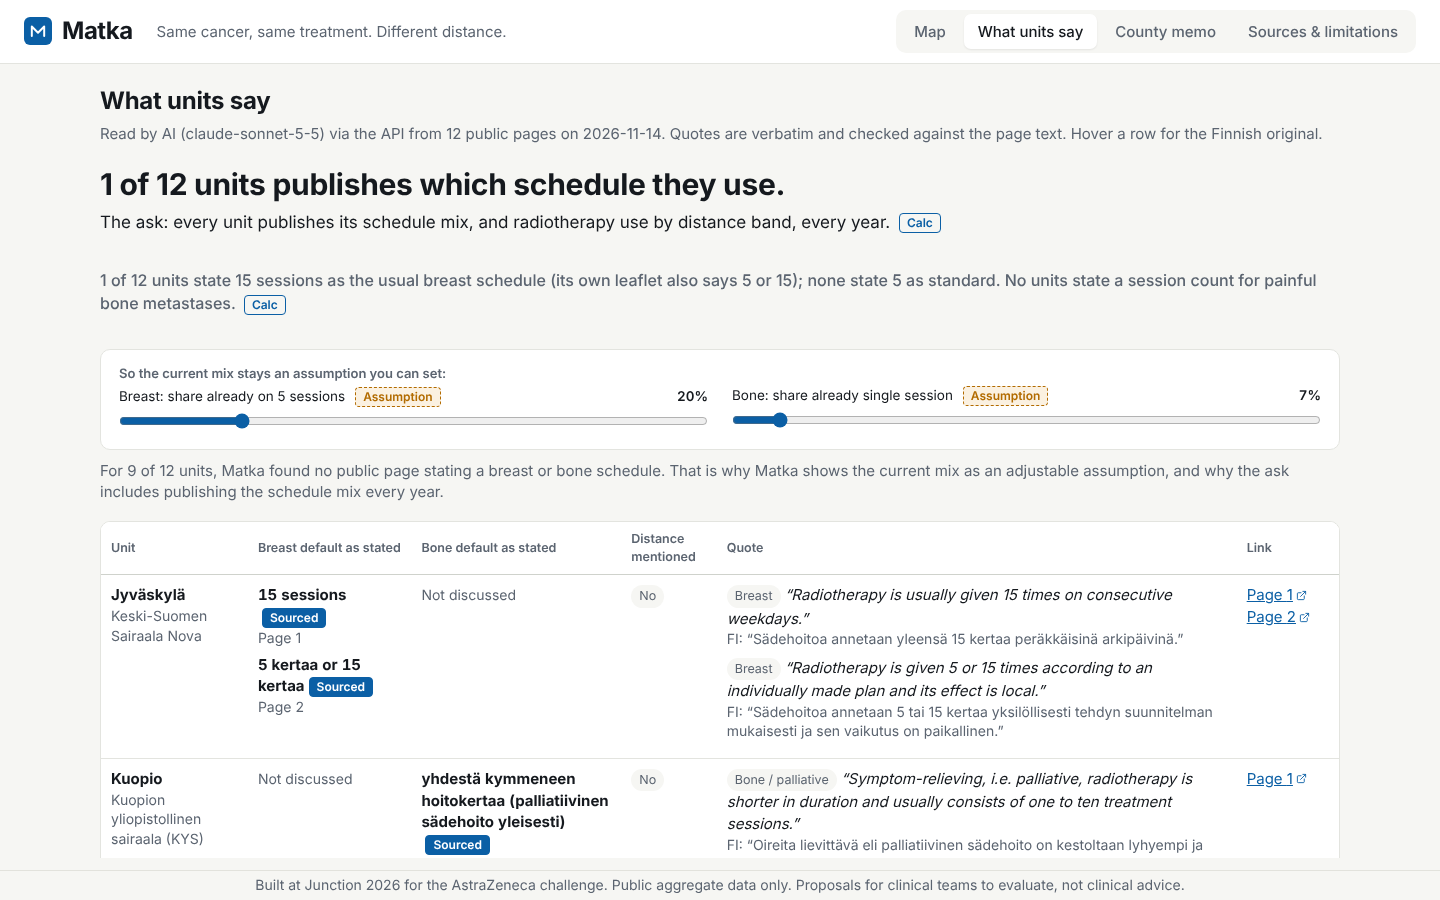 Matka
Same cancer, same treatment. Different distance.
Map
What units say
County memo
Sources & limitations
What units say
Read by AI (claude-sonnet-5-5) via the API from 12 public pages on 2026-11-14. Quotes are verbatim and checked against the page text. Hover a row for the Finnish original.
1 of 12 units publishes which schedule they use.
The ask: every unit publishes its schedule mix, and radiotherapy use by distance band, every year. Calc
1 of 12 units state 15 sessions as the usual breast schedule (its own leaflet also says 5 or 15); none state 5 as standard. No units state a session count for painful
bone metastases. Calc
So the current mix stays an assumption you can set:
Breast: share already on 5 sessions Assumption 20%
Bone: share already single session Assumption 7%
For 9 of 12 units, Matka found no public page stating a breast or bone schedule. That is why Matka shows the current mix as an adjustable assumption, and why the ask
includes publishing the schedule mix every year.
Unit
Breast default as stated
Bone default as stated
Distance
mentioned
Quote
Link
Jyväskylä
Keski-Suomen
Sairaala Nova
15 sessions
Sourced
Page 1
5 kertaa or 15
kertaa Sourced
Page 2
Not discussed
No
Breast “Radiotherapy is usually given 15 times on consecutive
weekdays.”
FI: “Sädehoitoa annetaan yleensä 15 kertaa peräkkäisinä arkipäivinä.”
Breast “Radiotherapy is given 5 or 15 times according to an
individually made plan and its effect is local.”
FI: “Sädehoitoa annetaan 5 tai 15 kertaa yksilöllisesti tehdyn suunnitelman
mukaisesti ja sen vaikutus on paikallinen.”
Page 1
Page 2
Kuopio
Kuopion
yliopistollinen
sairaala (KYS)
Not discussed
yhdestä kymmeneen
hoitokertaa (palliatiivinen
sädehoito yleisesti)
Sourced
No
Bone / palliative “Symptom-relieving, i.e. palliative, radiotherapy is
shorter in duration and usually consists of one to ten treatment
sessions.”
FI: “Oireita lievittävä eli palliatiivinen sädehoito on kestoltaan lyhyempi ja
Page 1
Built at Junction 2026 for the AstraZeneca challenge. Public aggregate data only. Proposals for clinical teams to evaluate, not clinical advice.